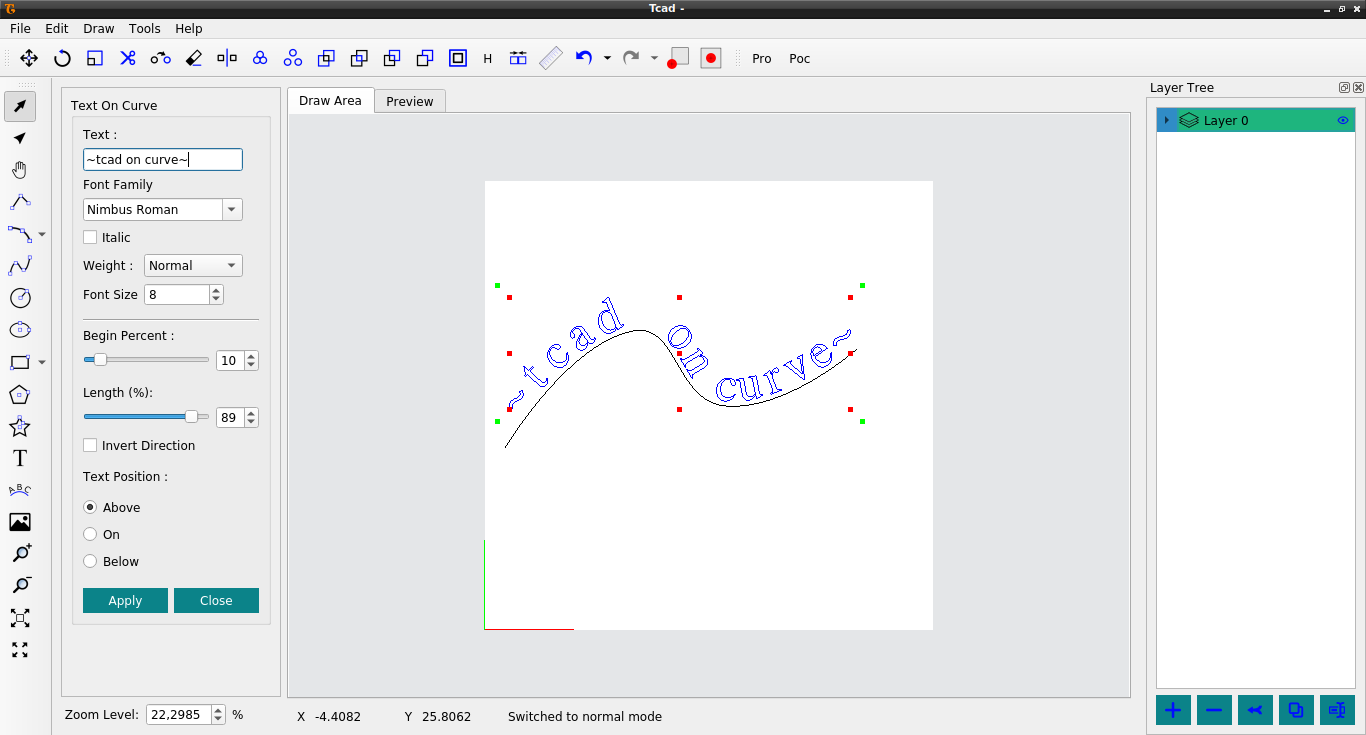 Tcad -
File Edit Draw Tools Help
H Pro Poc
Text On Curve
Text :
~tcad on curve~
Font Family
Nimbus Roman
Italic
Weight : Normal
Font Size 8
Begin Percent :
10
Length (%):
89
Invert Direction
Text Position :
Above
On
Below
Apply Close
T
ABC
Zoom Level: 22,2985 %
Draw Area Preview
~tcad on curve~
X -4.4082 Y 25.8062 Switched to normal mode
Layer Tree
Layer 0